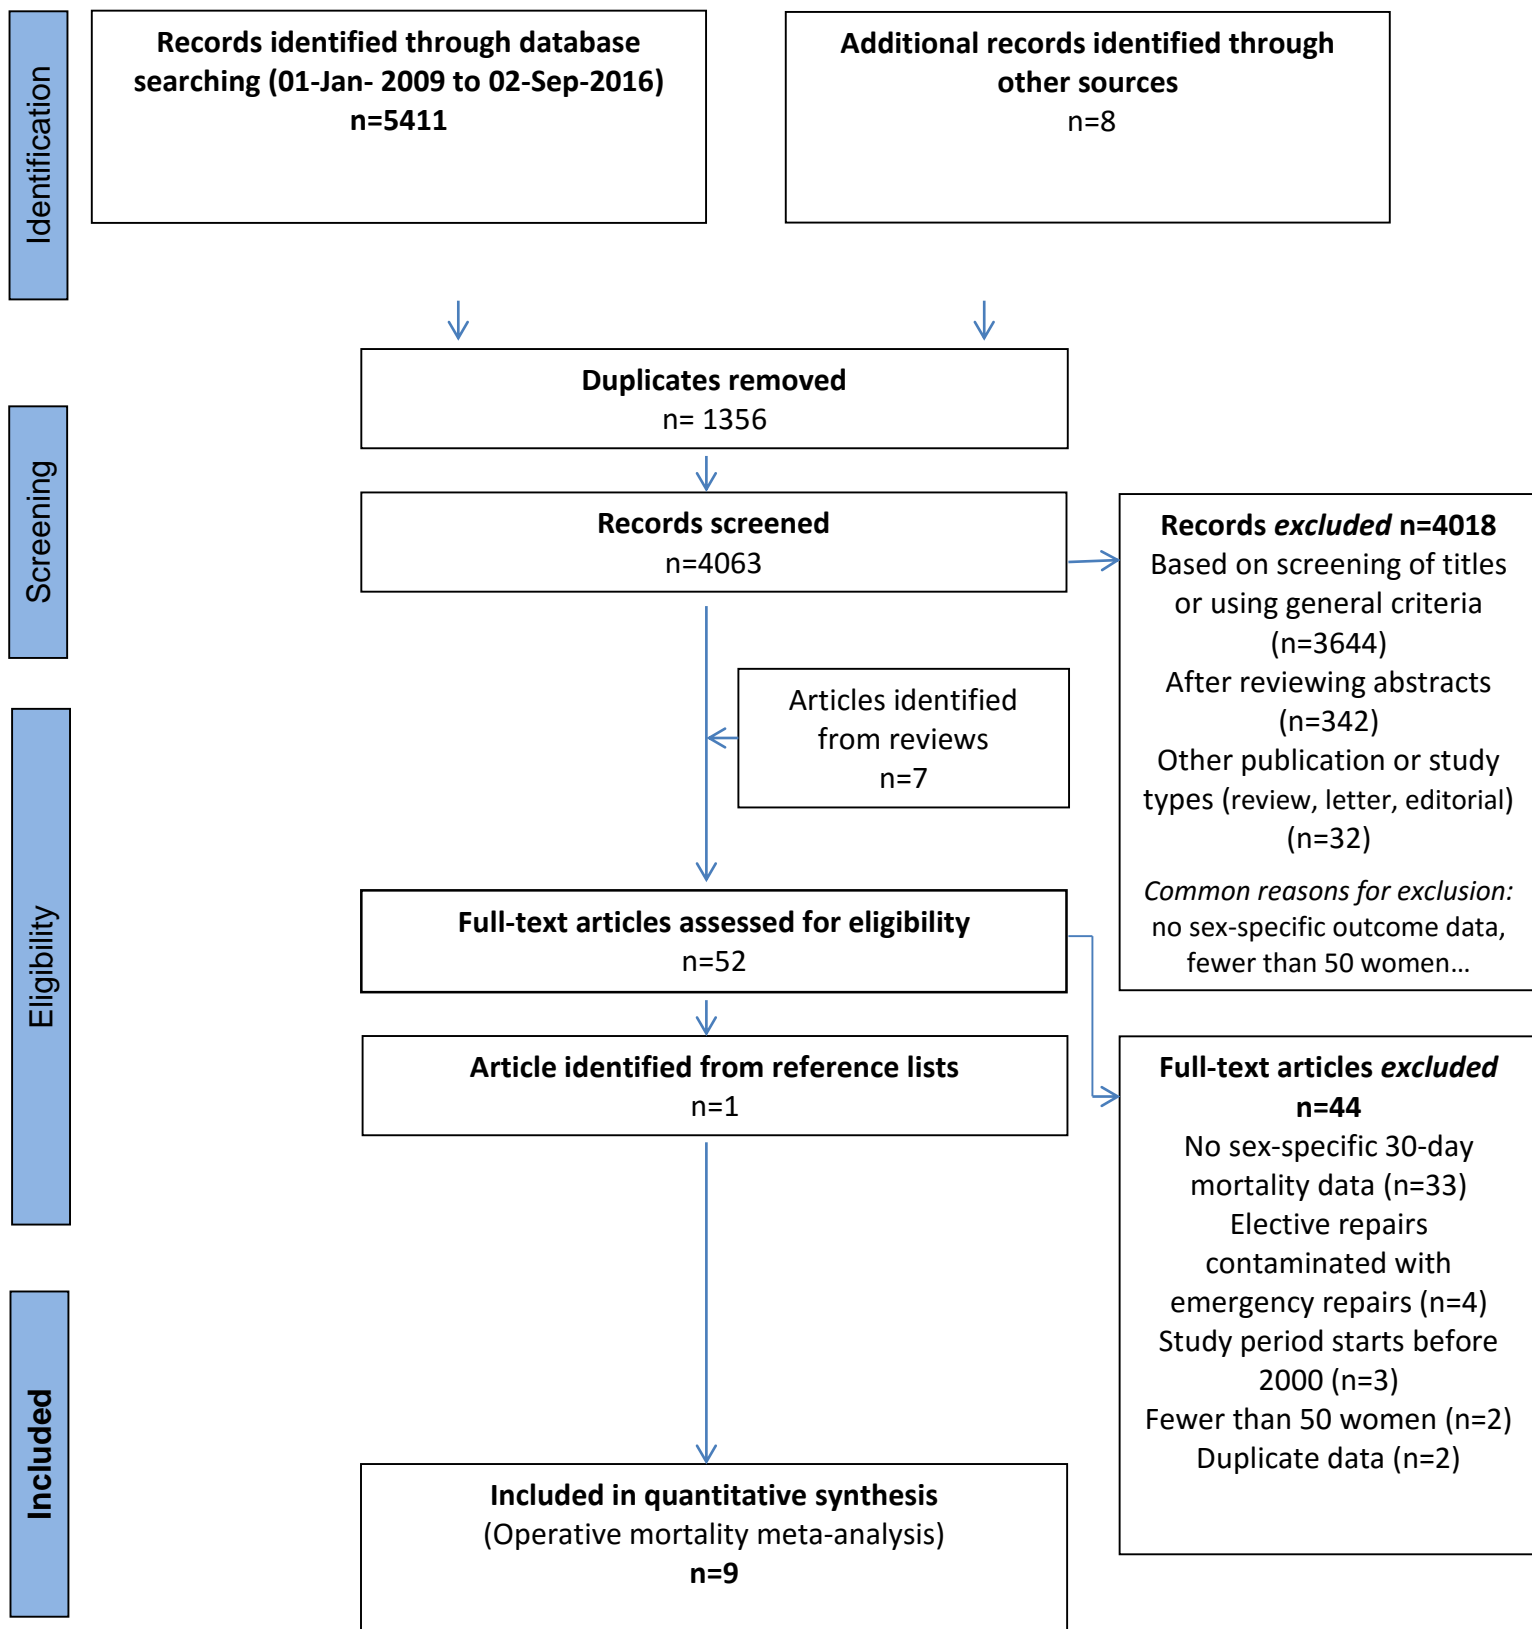 Identification
Records identified through database
searching (01-Jan- 2009 to 02-Sep-2016)
n=5411
Additional records identified through
other sources
n=8
Duplicates removed
n= 1356
Screening
Records screened
n=4063
Records excluded n=4018
Based on screening of titles
or using general criteria
(n=3644)
After reviewing abstracts
(n=342)
Other publication or study
types (review, letter, editorial)
(n=32)
Common reasons for exclusion:
no sex-specific outcome data,
fewer than 50 women...
Articles identified
from reviews
n=7
Eligibility
Full-text articles assessed for eligibility
n=52
Article identified from reference lists
n=1
Full-text articles excluded
n=44
No sex-specific 30-day
mortality data (n=33)
Elective repairs
contaminated with
emergency repairs (n=4)
Study period starts before
2000 (n=3)
Fewer than 50 women (n=2)
Duplicate data (n=2)
Included
Included in quantitative synthesis
(Operative mortality meta-analysis)
n=9